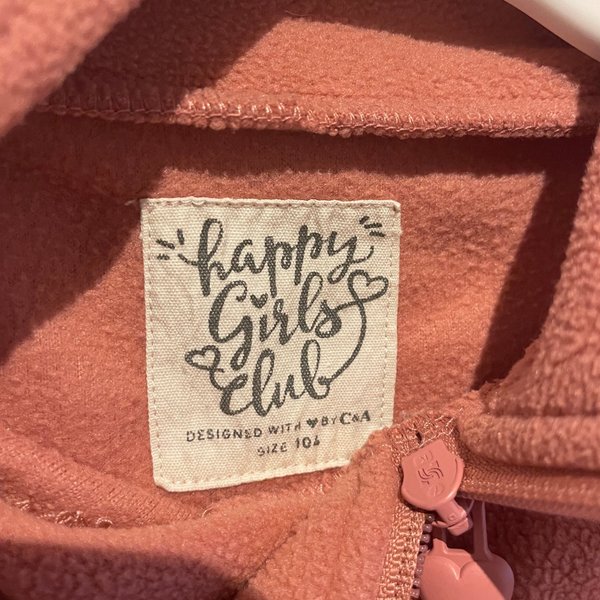 happy
Girls
Club
DESIGNED WITH ♥ BY C&A
SIZE 104